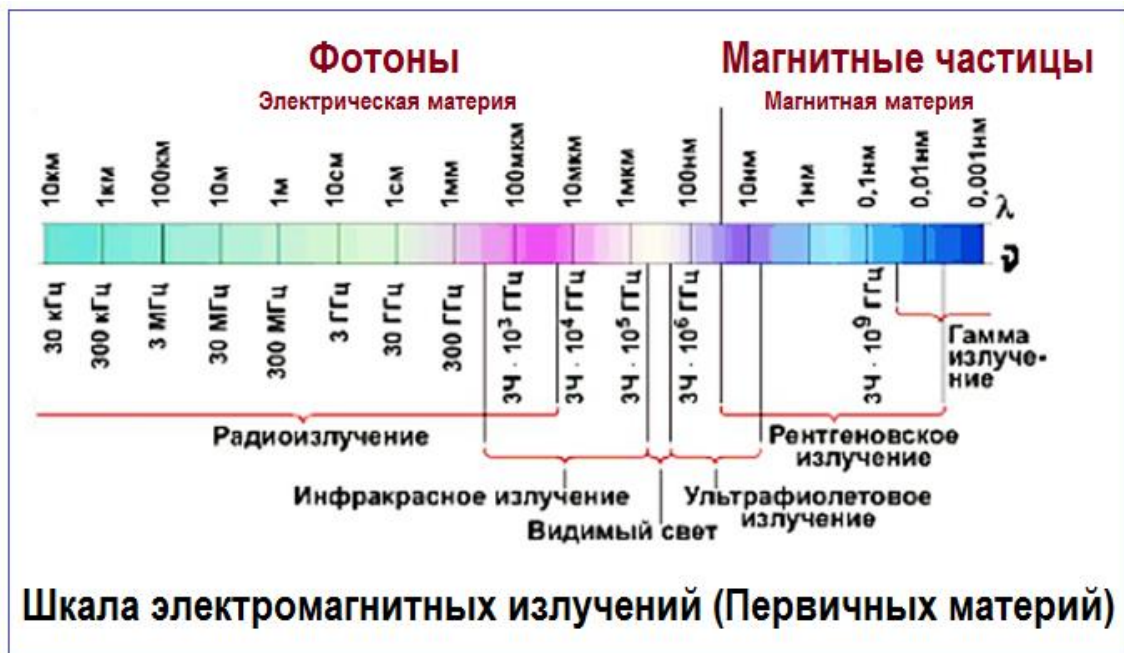 Фотоны
Электрическая материя
Магнитные частицы
Магнитная материя
10км 1км 100км 10м 1м 10см 1см 1мм 100мкм 10мкм 1мкм 100нм 10нм 1нм 0,1нм 0,01нм 0,001нм λ
ν
30 кГц 300 кГц 3 МГц 30 МГц 300 МГц 3 ГГц 30 ГГц 300 ГГц 3Ч · 10³ ГГц 3Ч · 10⁴ ГГц 3Ч · 10⁵ ГГц 3Ч · 10⁶ ГГц 3Ч · 10⁹ ГГц
Гамма
излуче-
ние
Радиоизлучение
Рентгеновское
излучение
Инфракрасное излучение
Ультрафиолетовое
излучение
Видимый свет
Шкала электромагнитных излучений (Первичных материй)